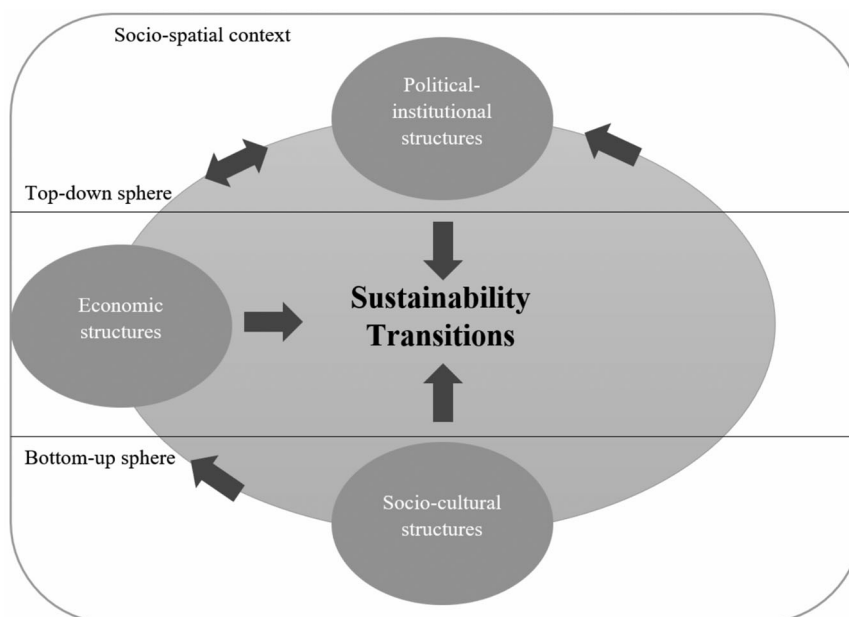 Socio-spatial context
Political-
institutional
structures
Top-down sphere
Economic
structures
Sustainability
Transitions
Bottom-up sphere
Socio-cultural
structures